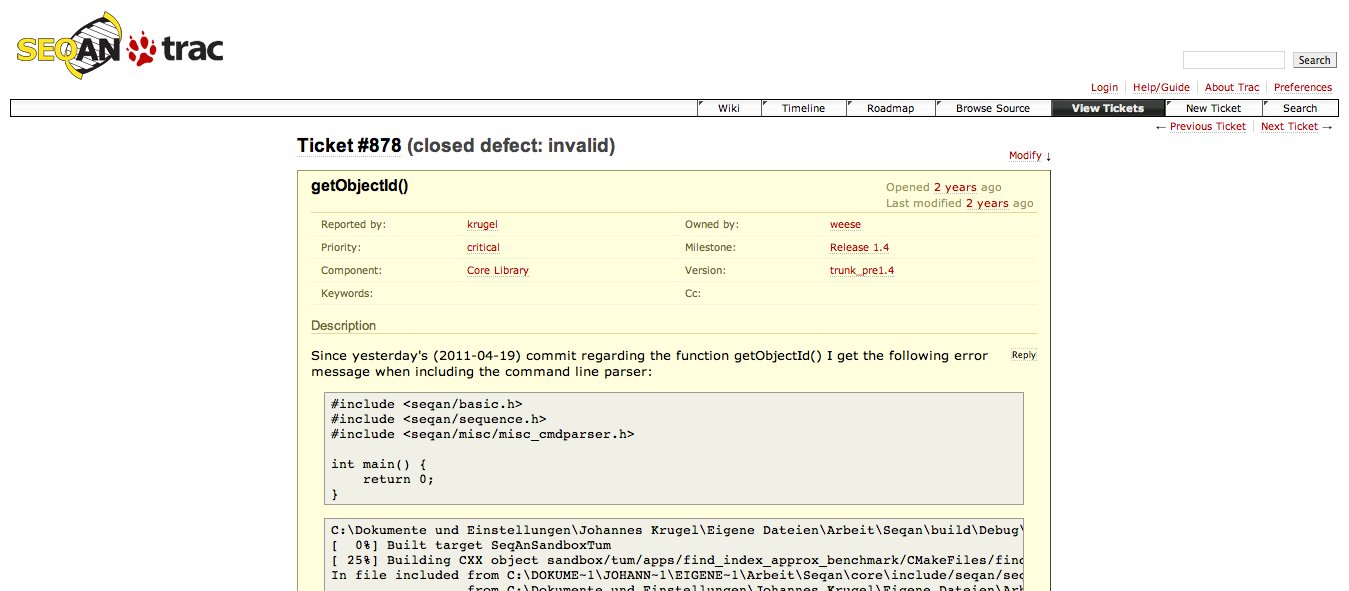 SEQAN trac
Search
Login Help/Guide About Trac Preferences
Wiki Timeline Roadmap Browse Source View Tickets New Ticket Search
← Previous Ticket Next Ticket →
Ticket #878 (closed defect: invalid)
Modify ↓
getObjectId()
Opened 2 years ago
Last modified 2 years ago
Reported by: krugel Owned by: weese
Priority: critical Milestone: Release 1.4
Component: Core Library Version: trunk_pre1.4
Keywords: Cc:
Description
Since yesterday's (2011-04-19) commit regarding the function getObjectId() I get the following error Reply
message when including the command line parser:
#include <seqan/basic.h>
#include <seqan/sequence.h>
#include <seqan/misc/misc_cmdparser.h>
int main() {
return 0;
}
C:\Dokumente und Einstellungen\Johannes Krugel\Eigene Dateien\Arbeit\Seqan\build\Debug\
[ 0%] Built target SeqAnSandboxTum
[ 25%] Building CXX object sandbox/tum/apps/find_index_approx_benchmark/CMakeFiles/find
In file included from C:\DOKUME~1\JOHANN~1\EIGENE~1\Arbeit\Seqan\core\include/seqan/sec
from C:\Dokumente und Einstellungen\Johannes Krugel\Eigene Dateien\Arb